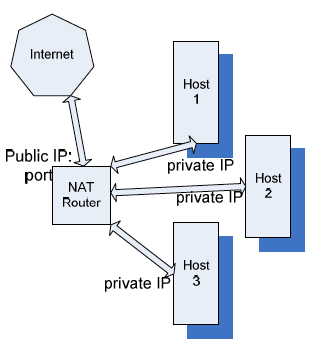 Internet
Host
1
Public IP:
port
private IP
NAT
Router
private IP
Host
2
private IP
Host
3